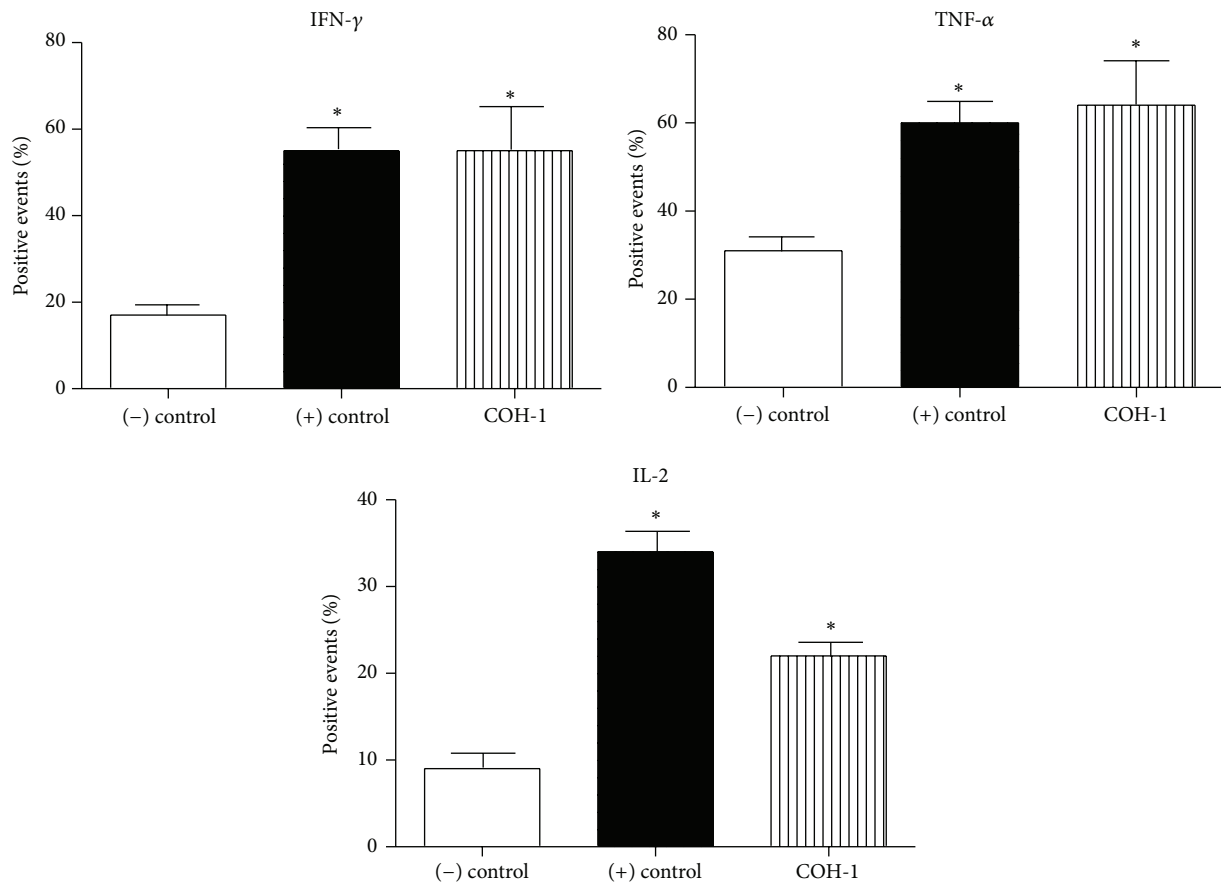 IFN-γ
Positive events (%)
80
60
40
20
0
*
*
(−) control
(+) control
COH-1
TNF-α
Positive events (%)
80
60
40
20
0
*
*
(−) control
(+) control
COH-1
IL-2
Positive events (%)
40
30
20
10
0
*
*
(−) control
(+) control
COH-1